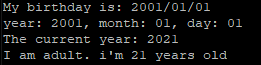 My birthday is: 2001/01/01
year: 2001, month: 01, day: 01
The current year: 2021
I am adult. i'm 21 years old